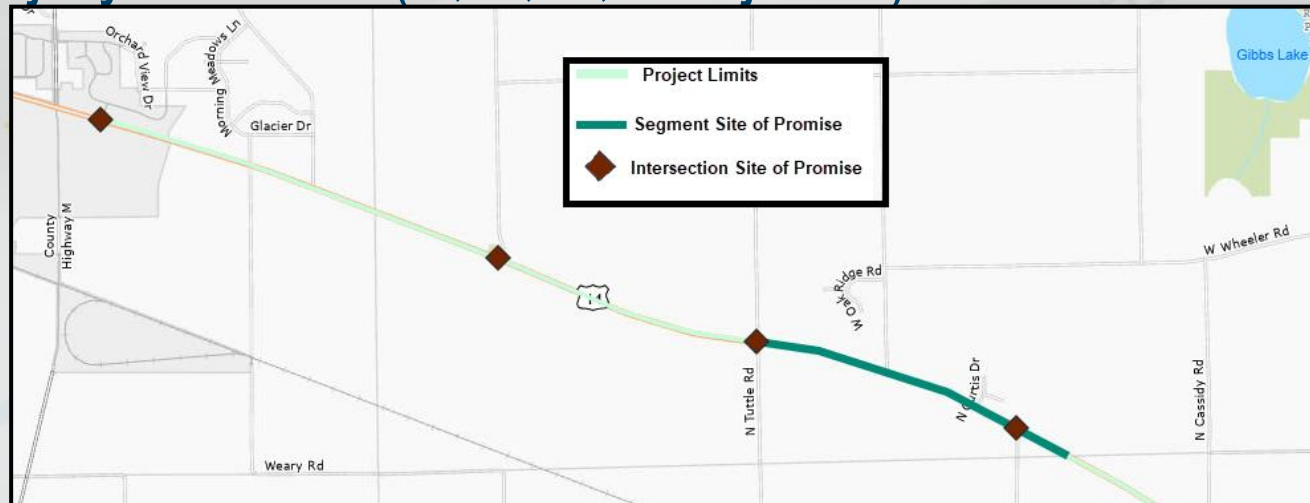 Orchard View Dr
Morning Meadows Ln
Gibbs Lake
Project Limits
Segment Site of Promise
Intersection Site of Promise
Glacier Dr
County
Highway M
W Wheeler Rd
W Oak Ridge Rd
14
N Tuttle Rd
N Curtis Dr
N Cassidy Rd
Weary Rd